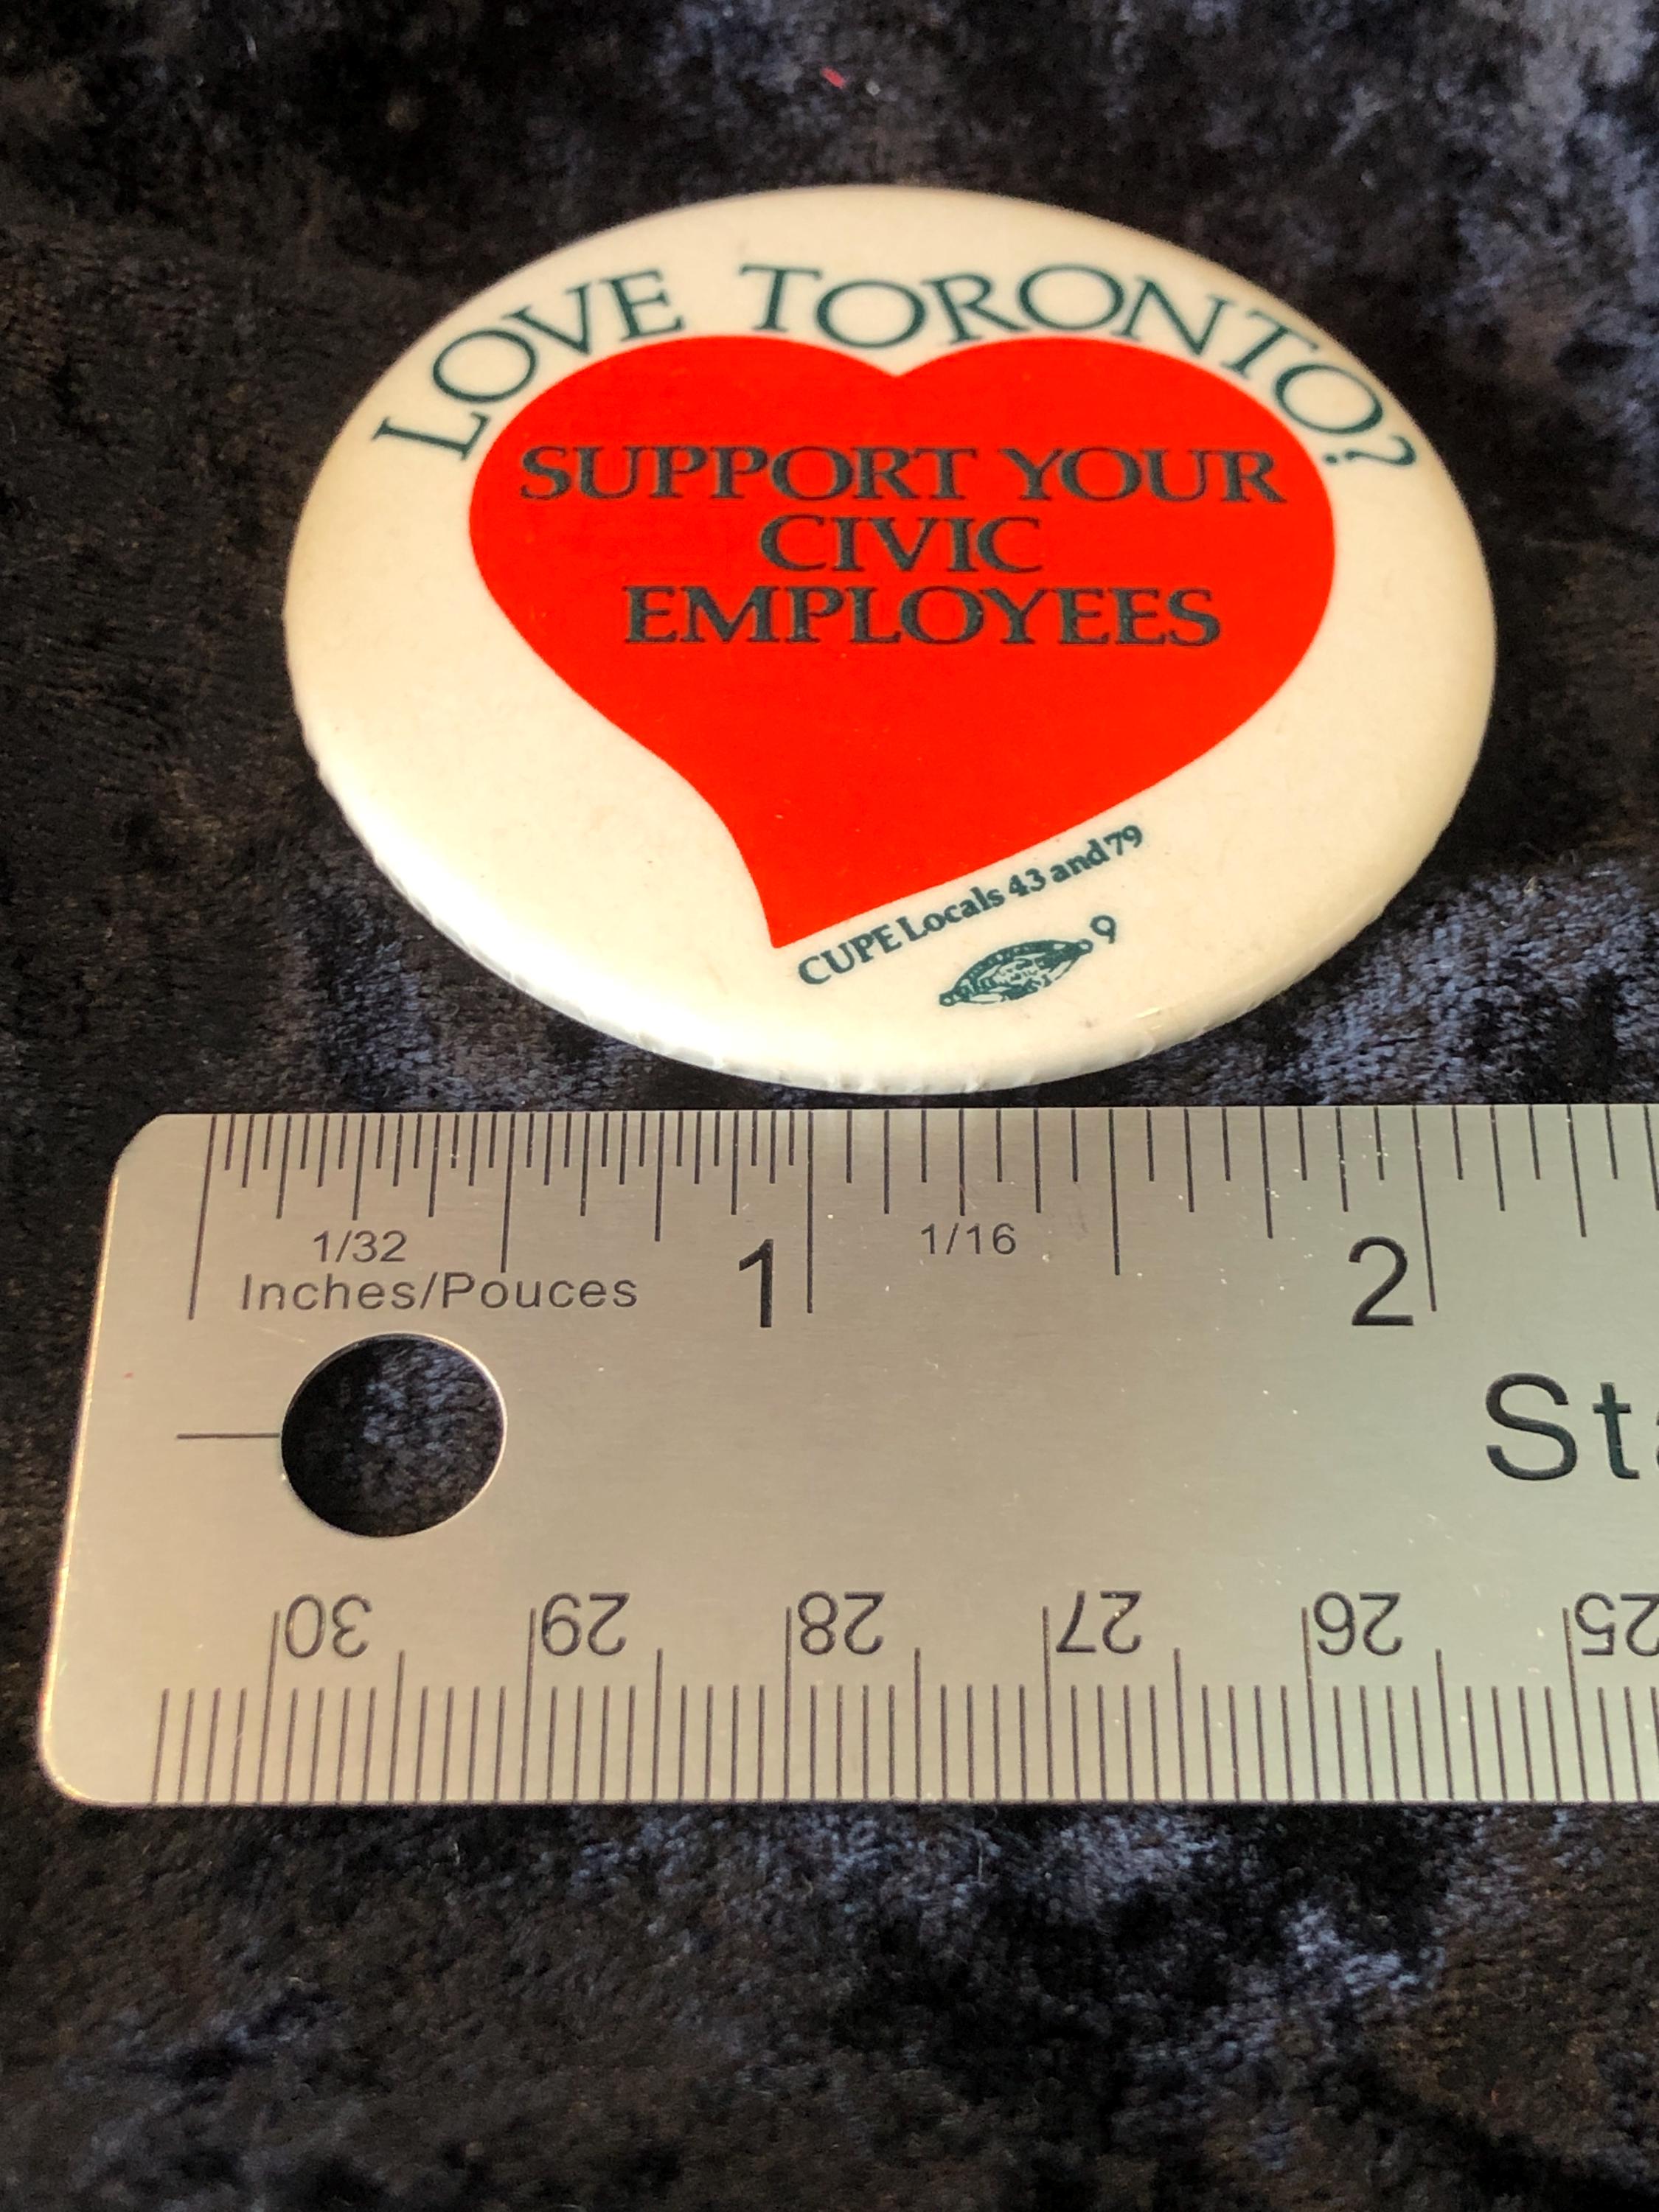 LOVE TORONTO?
SUPPORT YOUR
CIVIC
EMPLOYEES
CUPE Locals 43 and 79
9
1/32
1/16
Inches/Pouces
1
2
30
29
28
27
26
25